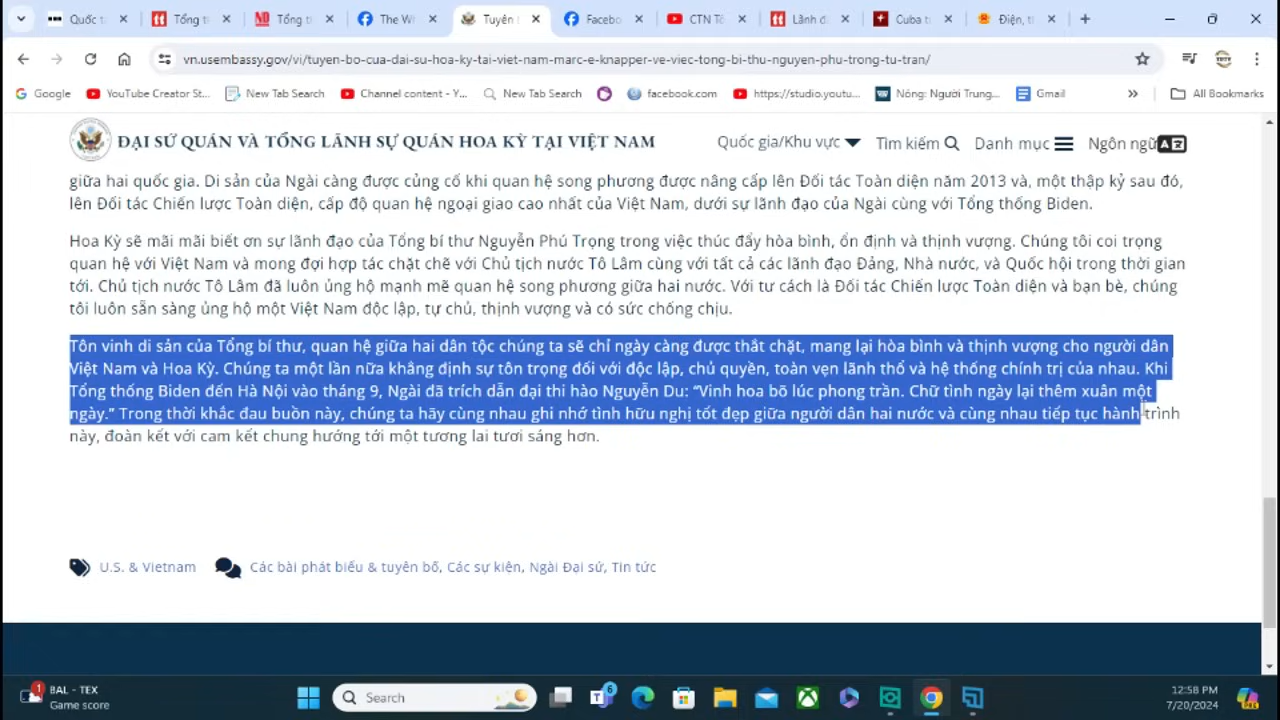 Quốc t
Tổng t
Tổng t
The Wh
Tuyên
Facebo
CTN Tô
Lãnh đ
Cuba t
Điện, t
vn.usembassy.gov/vi/tuyen-bo-cua-dai-su-hoa-ky-tai-viet-nam-marc-e-knapper-ve-viec-tong-bi-thu-nguyen-phu-trong-tu-tran/
Google
YouTube Creator St...
New Tab Search
Channel content - Y...
New Tab Search
facebook.com
https://studio.youtu...
Nóng: Người Trung...
Gmail
All Bookmarks
ĐẠI SỨ QUÁN VÀ TỔNG LÃNH SỰ QUÁN HOA KỲ TẠI VIỆT NAM
Quốc gia/Khu vực
Tìm kiếm
Danh mục
Ngôn ngữ
giữa hai quốc gia. Di sản của Ngài càng được củng cố khi quan hệ song phương được nâng cấp lên Đối tác Toàn diện năm 2013 và, một thập kỷ sau đó,
lên Đối tác Chiến lược Toàn diện, cấp độ quan hệ ngoại giao cao nhất của Việt Nam, dưới sự lãnh đạo của Ngài cùng với Tổng thống Biden.
Hoa Kỳ sẽ mãi mãi biết ơn sự lãnh đạo của Tổng bí thư Nguyễn Phú Trọng trong việc thúc đẩy hòa bình, ổn định và thịnh vượng. Chúng tôi coi trọng
quan hệ với Việt Nam và mong đợi hợp tác chặt chẽ với Chủ tịch nước Tô Lâm cùng với tất cả các lãnh đạo Đảng, Nhà nước, và Quốc hội trong thời gian
tới. Chủ tịch nước Tô Lâm đã luôn ủng hộ mạnh mẽ quan hệ song phương giữa hai nước. Với tư cách là Đối tác Chiến lược Toàn diện và bạn bè, chúng
tôi luôn sẵn sàng ủng hộ một Việt Nam độc lập, tự chủ, thịnh vượng và có sức chống chịu.
Tôn vinh di sản của Tổng bí thư, quan hệ giữa hai dân tộc chúng ta sẽ chỉ ngày càng được thắt chặt, mang lại hòa bình và thịnh vượng cho người dân
Việt Nam và Hoa Kỳ. Chúng ta một lần nữa khẳng định sự tôn trọng đối với độc lập, chủ quyền, toàn vẹn lãnh thổ và hệ thống chính trị của nhau. Khi
Tổng thống Biden đến Hà Nội vào tháng 9, Ngài đã trích dẫn đại thi hào Nguyễn Du: “Vinh hoa bõ lúc phong trần. Chữ tình ngày lại thêm xuân một
ngày.” Trong thời khắc đau buồn này, chúng ta hãy cùng nhau ghi nhớ tình hữu nghị tốt đẹp giữa người dân hai nước và cùng nhau tiếp tục hành trình
này, đoàn kết với cam kết chung hướng tới một tương lai tươi sáng hơn.
U.S. & Vietnam
Các bài phát biểu & tuyên bố, Các sự kiện, Ngài Đại sứ, Tin tức
1
BAL - TEX
Game score
Search
6
12:58 PM
7/20/2024